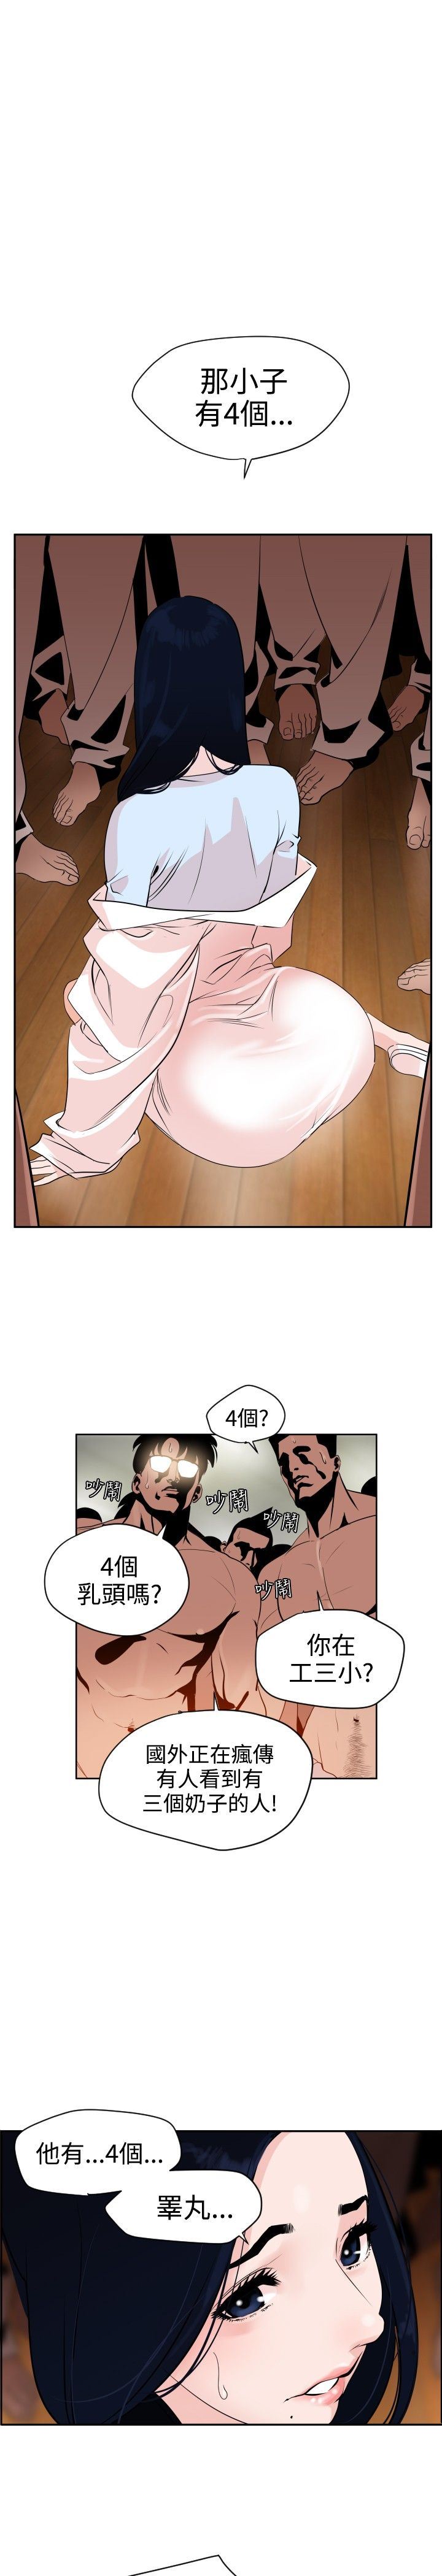 那小子
有4個...
4個?
吵鬧
吵鬧
吵鬧
4個
乳頭嗎?
吵鬧
你在
工三小?
國外正在瘋傳
有人看到有
三個奶子的人!
他有...4個...
睪丸...